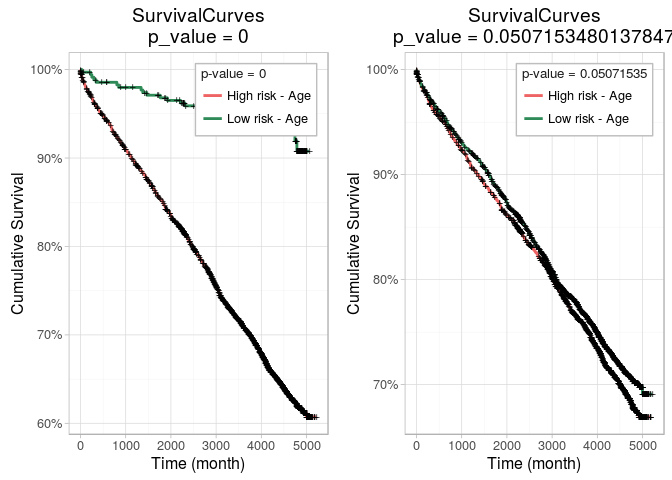 SurvivalCurves
p_value = 0
p-value = 0
High risk - Age
Low risk - Age
100%
90%
80%
70%
60%
Cumulative Survival
0
1000
2000
3000
4000
5000
Time (month)
SurvivalCurves
p_value = 0.0507153480137847
p-value = 0.05071535
High risk - Age
Low risk - Age
100%
90%
80%
70%
Cumulative Survival
0
1000
2000
3000
4000
5000
Time (month)